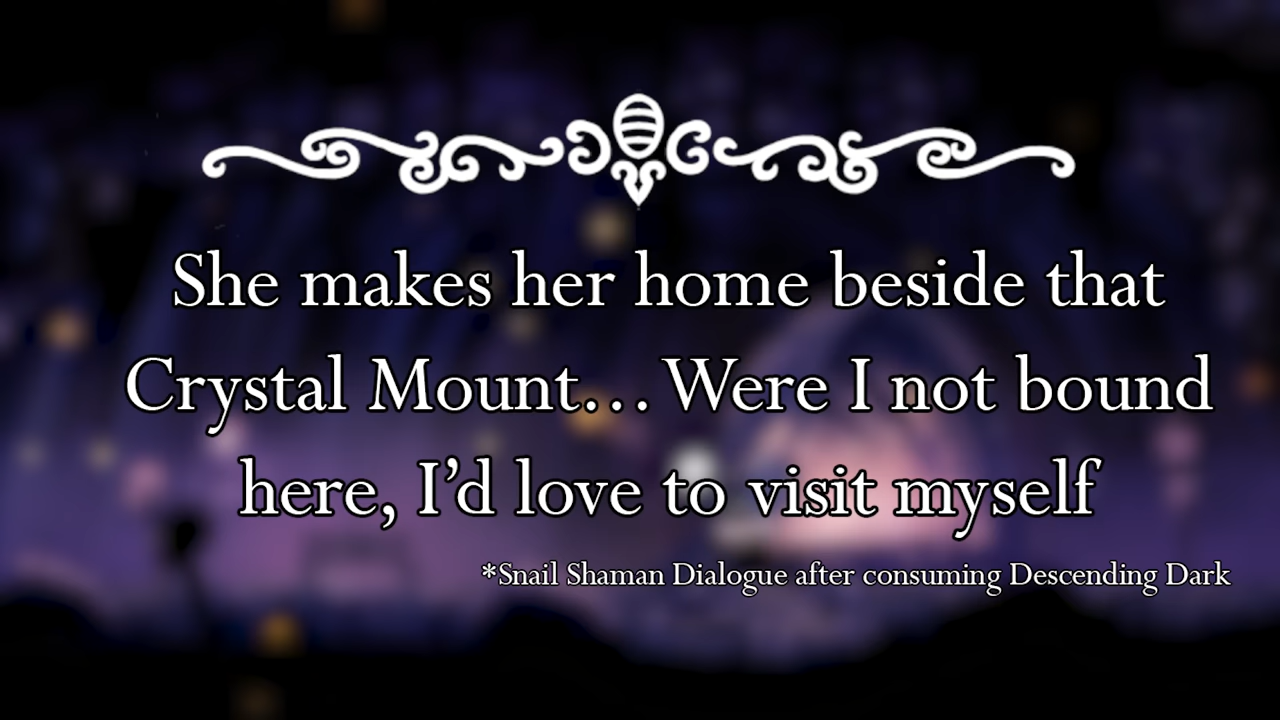 She makes her home beside that
Crystal Mount… Were I not bound
here, I’d love to visit myself
*Snail Shaman Dialogue after consuming Descending Dark